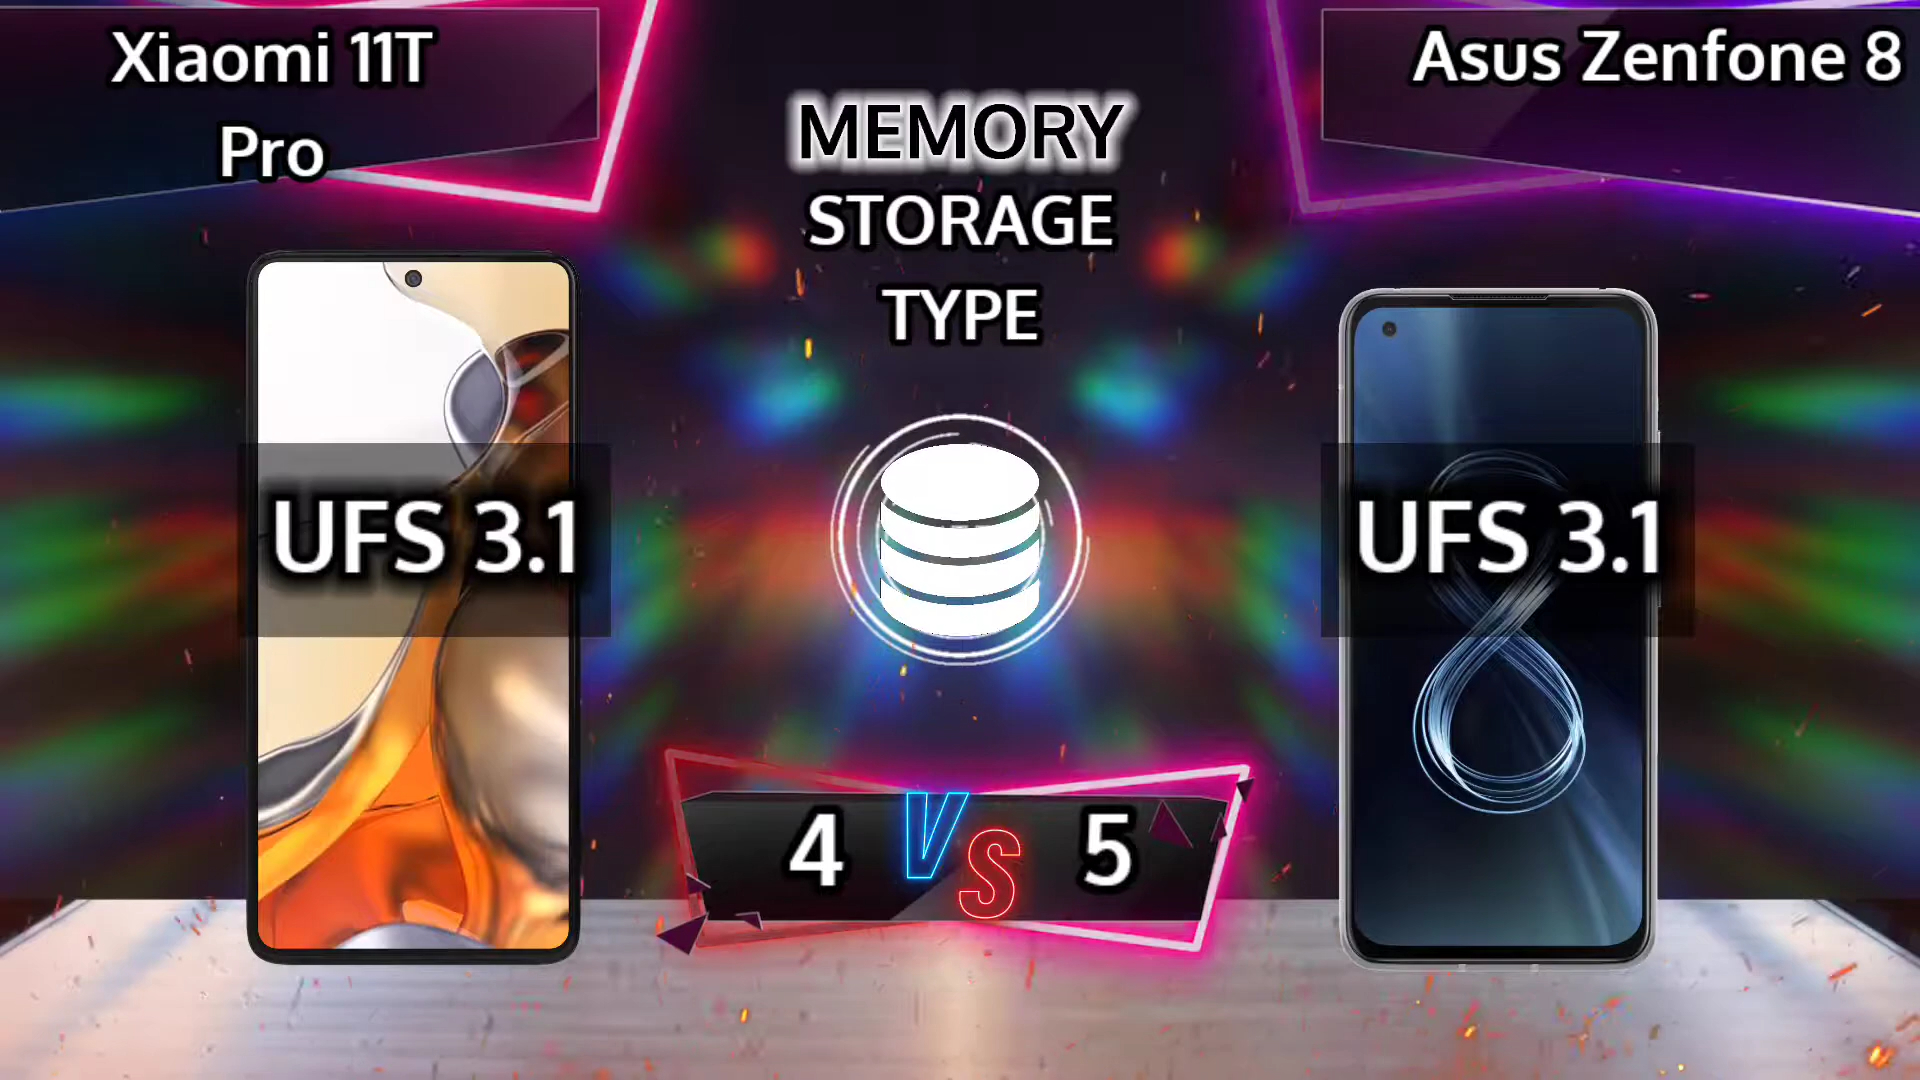 Xiaomi 11T
Pro
MEMORY
STORAGE
TYPE
Asus Zenfone 8
UFS 3.1
UFS 3.1
4 VS 5